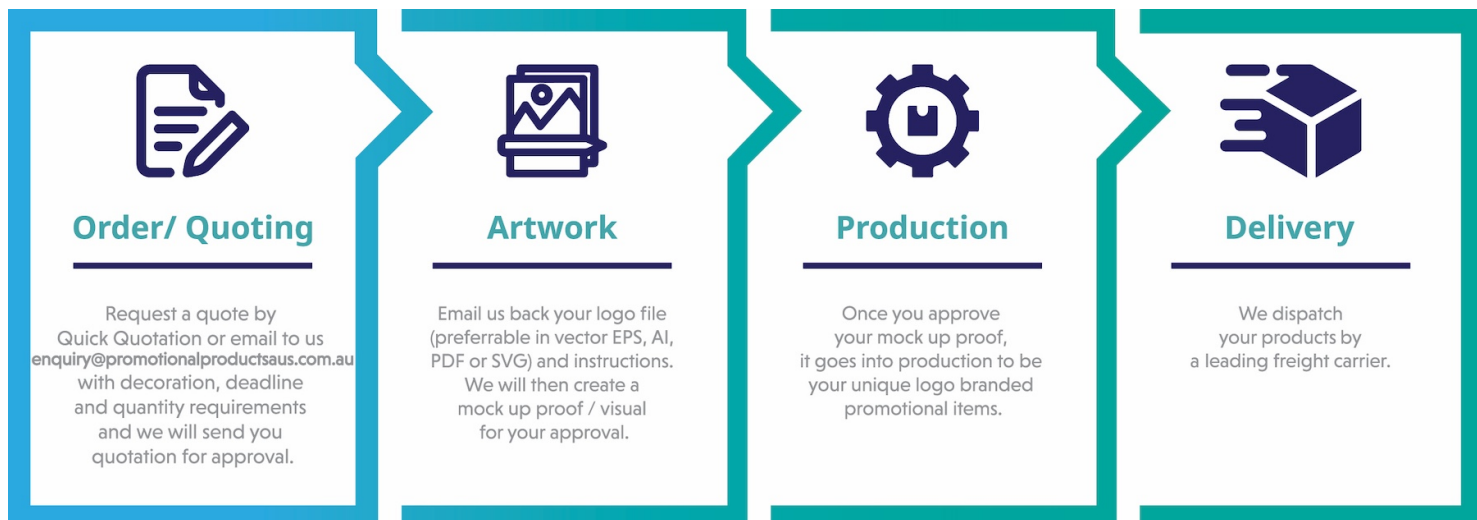 Order/ Quoting
Request a quote by
Quick Quotation or email to us
enquiry@promotionalproductsaus.com.au
with decoration, deadline
and quantity requirements
and we will send you
quotation for approval.
Artwork
Email us back your logo file
(preferrable in vector EPS, AI,
PDF or SVG) and instructions.
We will then create a
mock up proof / visual
for your approval.
Production
Once you approve
your mock up proof,
it goes into production to be
your unique logo branded
promotional items.
Delivery
We dispatch
your products by
a leading freight carrier.